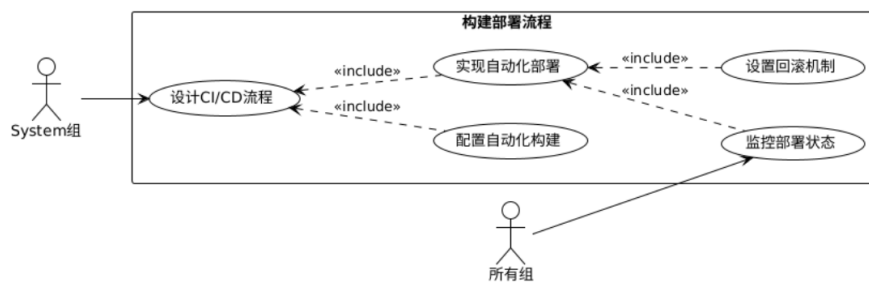 构建部署流程
«include»
实现自动化部署
«include»
设置回滚机制
设计CI/CD流程
«include»
«include»
配置自动化构建
监控部署状态
System组
所有组